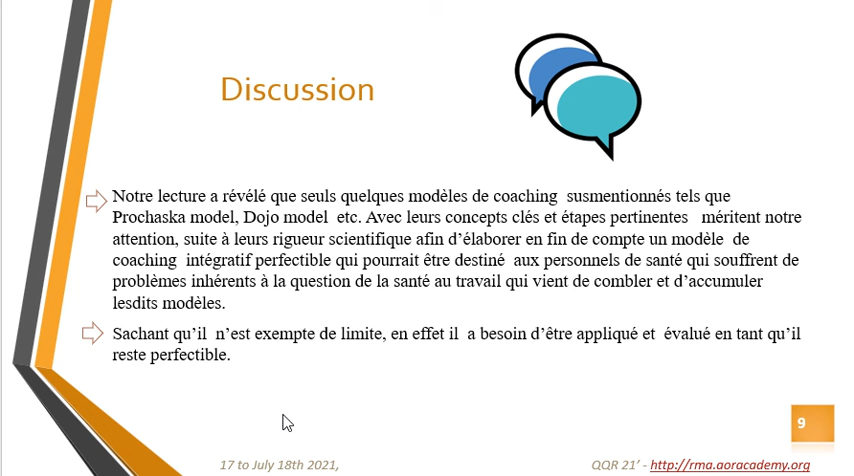 Discussion
Notre lecture a révélé que seuls quelques modèles de coaching susmentionnés tels que
Prochaska model, Dojo model etc. Avec leurs concepts clés et étapes pertinentes méritent notre
attention, suite à leurs rigueur scientifique afin d’élaborer en fin de compte un modèle de
coaching intégratif perfectible qui pourrait être destiné aux personnels de santé qui souffrent de
problèmes inhérents à la question de la santé au travail qui vient de combler et d’accumuler
lesdits modèles.
Sachant qu’il n’est exempte de limite, en effet il a besoin d’être appliqué et évalué en tant qu’il
reste perfectible.
9
17 to July 18th 2021,
QQR 21’ - http://rma.aoracademy.org